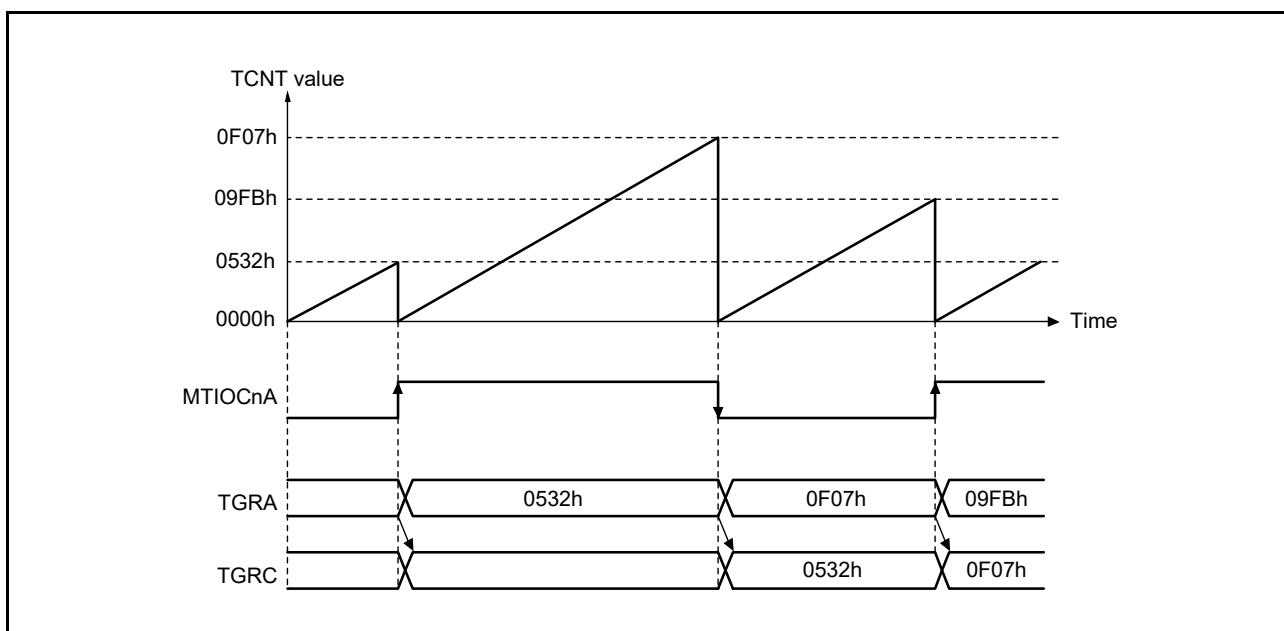 TCNT value
0F07h
09FBh
0532h
0000h
Time
MTIOCnA
TGRA 0532h 0F07h 09FBh
TGRC 0532h 0F07h